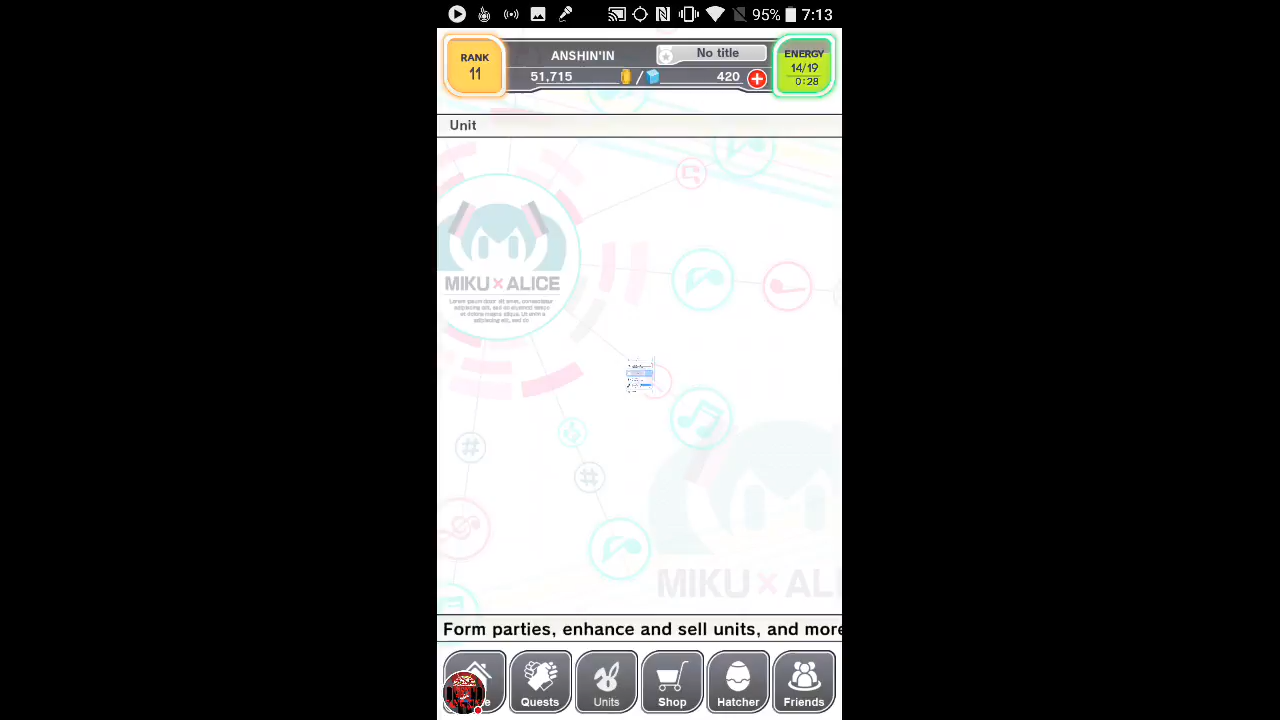 95% 7:13
RANK
11
ANSHIN'IN
No title
51,715 / 420
ENERGY
14/19
0:28
Unit
MIKU×ALICE
Form parties, enhance and sell units, and more
MIKU×ALI
Quests
Units
Shop
Hatcher
Friends